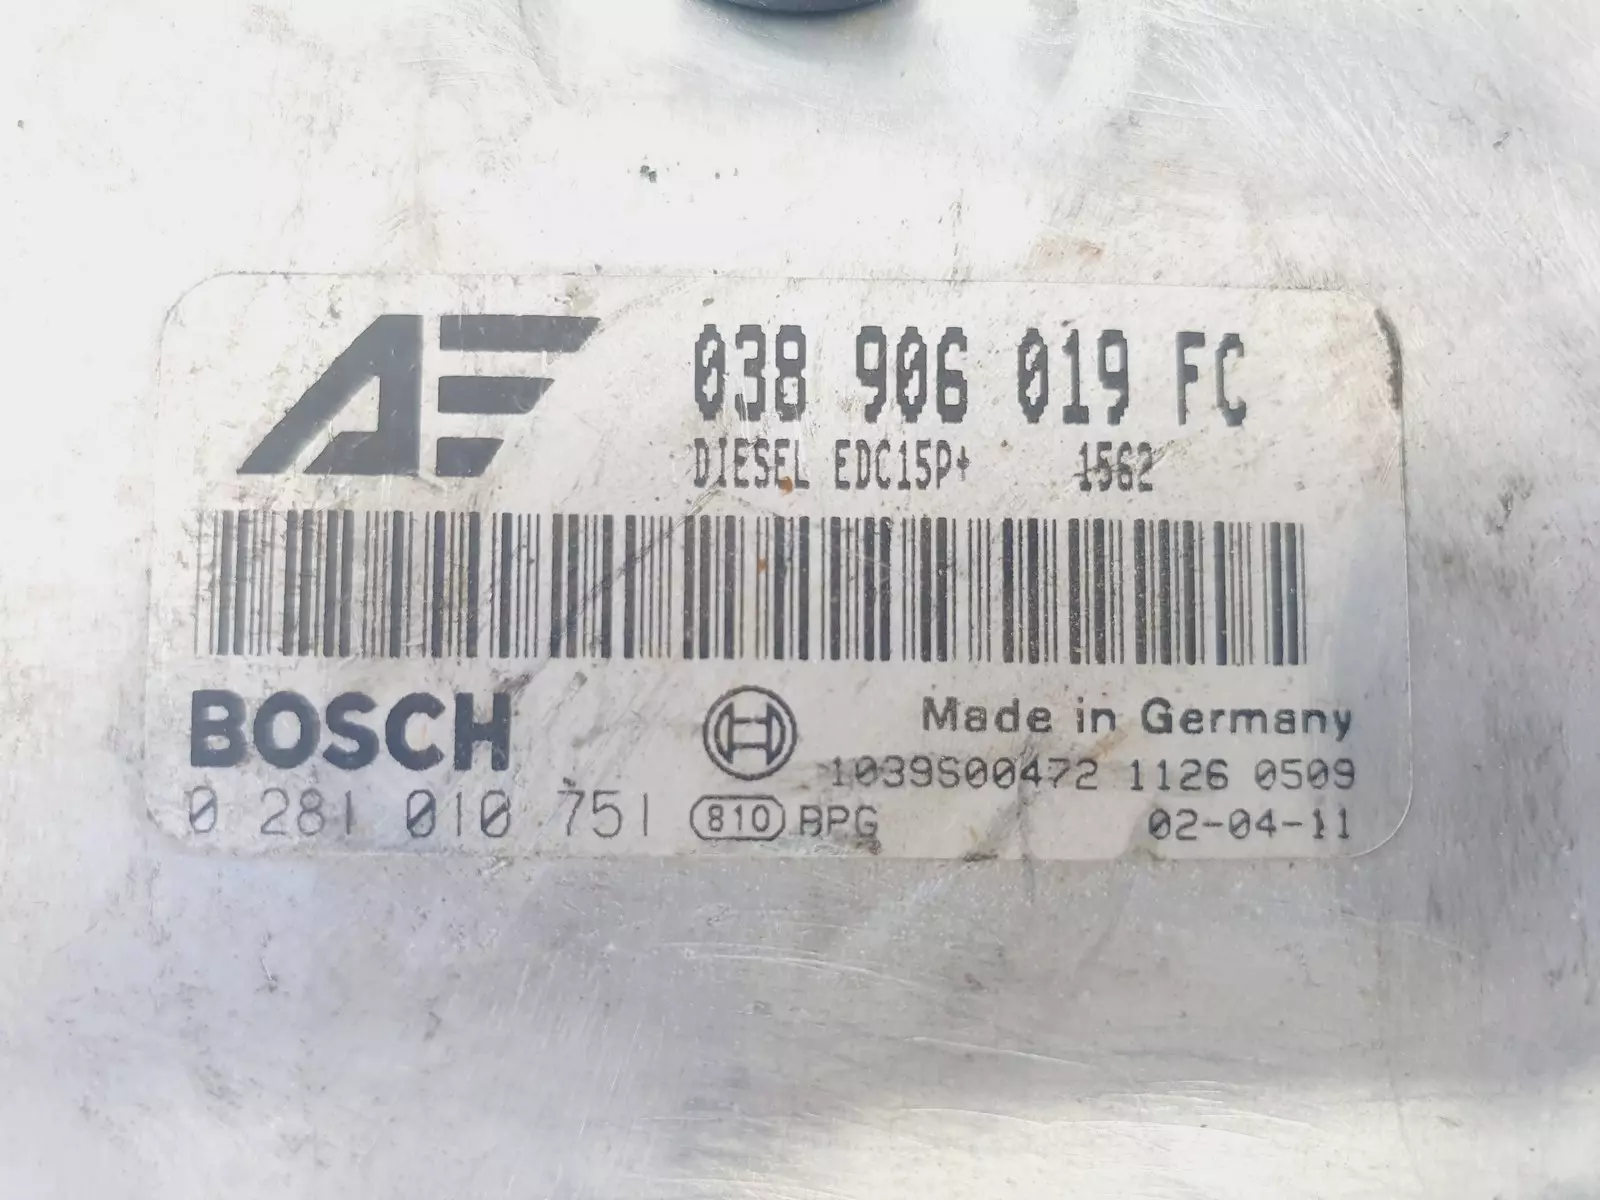 AF
038 906 019 FC
DIESEL EDC15P+ 1562
BOSCH
Made in Germany
1039S00472 1126 0509
0 281 010 751 810 BPG 02-04-11